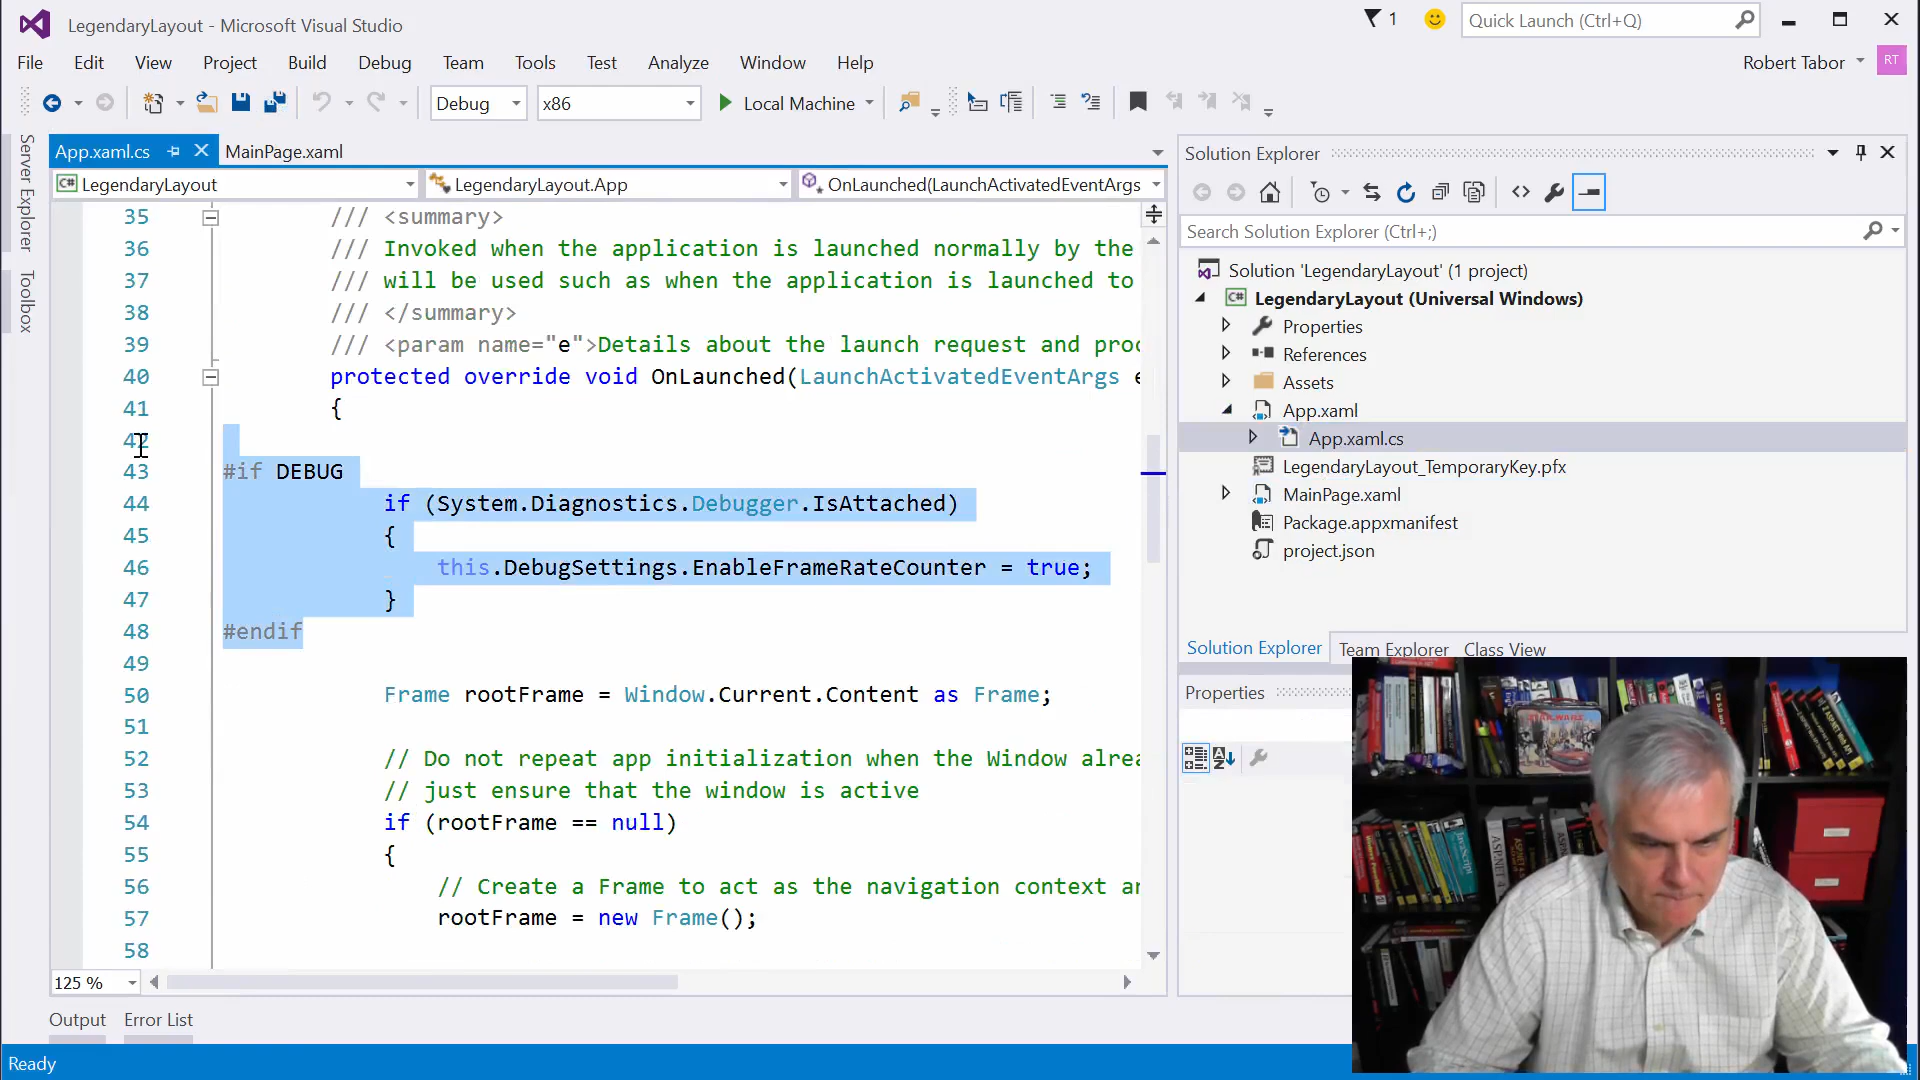 LegendaryLayout - Microsoft Visual Studio
1
Quick Launch (Ctrl+Q)
File Edit View Project Build Debug Team Tools Test Analyze Window Help
Robert Tabor RT
Debug x86 Local Machine
Server Explorer
Toolbox
App.xaml.cs MainPage.xaml
C# LegendaryLayout LegendaryLayout.App OnLaunched(LaunchActivatedEventArgs
35 /// <summary>
36 /// Invoked when the application is launched normally by the
37 /// will be used such as when the application is launched to
38 /// </summary>
39 /// <param name="e">Details about the launch request and proc
40 protected override void OnLaunched(LaunchActivatedEventArgs e
41 {
42
43 #if DEBUG
44 if (System.Diagnostics.Debugger.IsAttached)
45 {
46 this.DebugSettings.EnableFrameRateCounter = true;
47 }
48 #endif
49
50 Frame rootFrame = Window.Current.Content as Frame;
51
52 // Do not repeat app initialization when the Window alrea
53 // just ensure that the window is active
54 if (rootFrame == null)
55 {
56 // Create a Frame to act as the navigation context an
57 rootFrame = new Frame();
58
125 %
Output Error List
Ready
Solution Explorer
Search Solution Explorer (Ctrl+;)
Solution 'LegendaryLayout' (1 project)
C# LegendaryLayout (Universal Windows)
Properties
References
Assets
App.xaml
App.xaml.cs
LegendaryLayout_TemporaryKey.pfx
MainPage.xaml
Package.appxmanifest
project.json
Solution Explorer Team Explorer Class View
Properties
STAR WARS